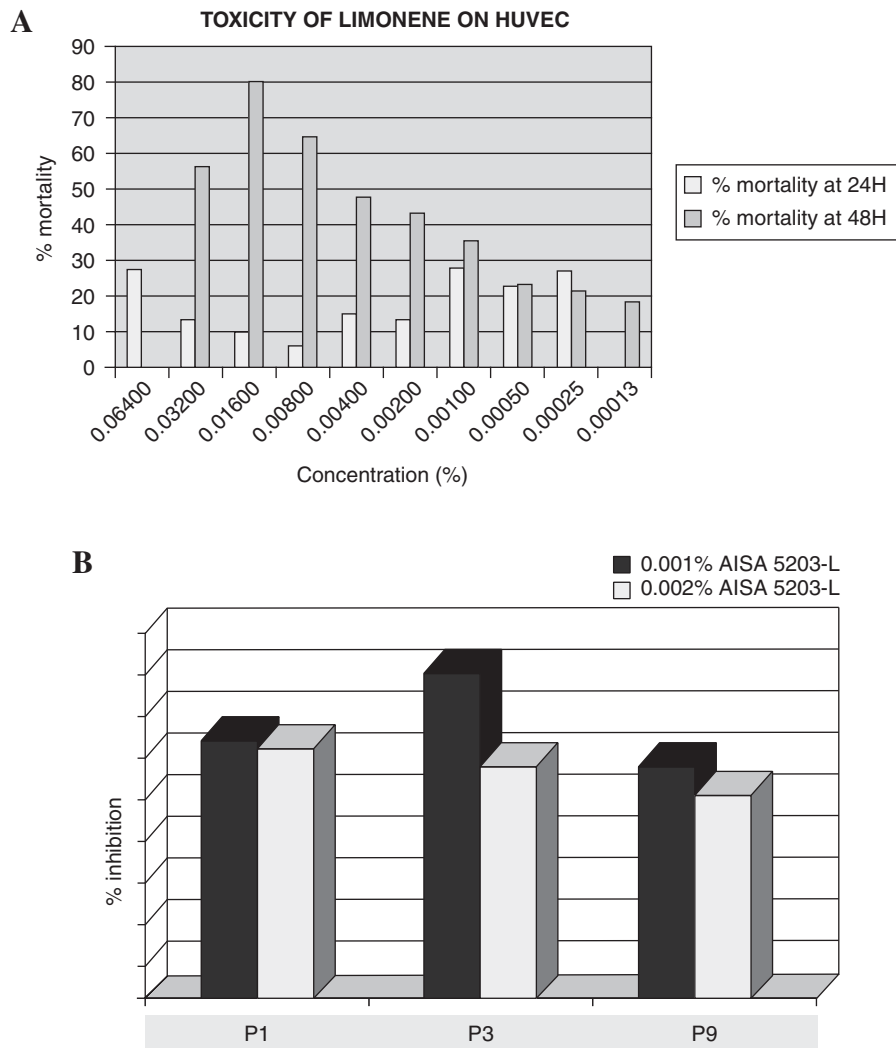 A
TOXICITY OF LIMONENE ON HUVEC
90
80
70
60
50
40
30
20
10
0
% mortality
0.06400
0.03200
0.01600
0.00800
0.00400
0.00200
0.00100
0.00050
0.00025
0.00013
Concentration (%)
% mortality at 24H
% mortality at 48H
B
0.001% AISA 5203-L
0.002% AISA 5203-L
% inhibition
P1
P3
P9